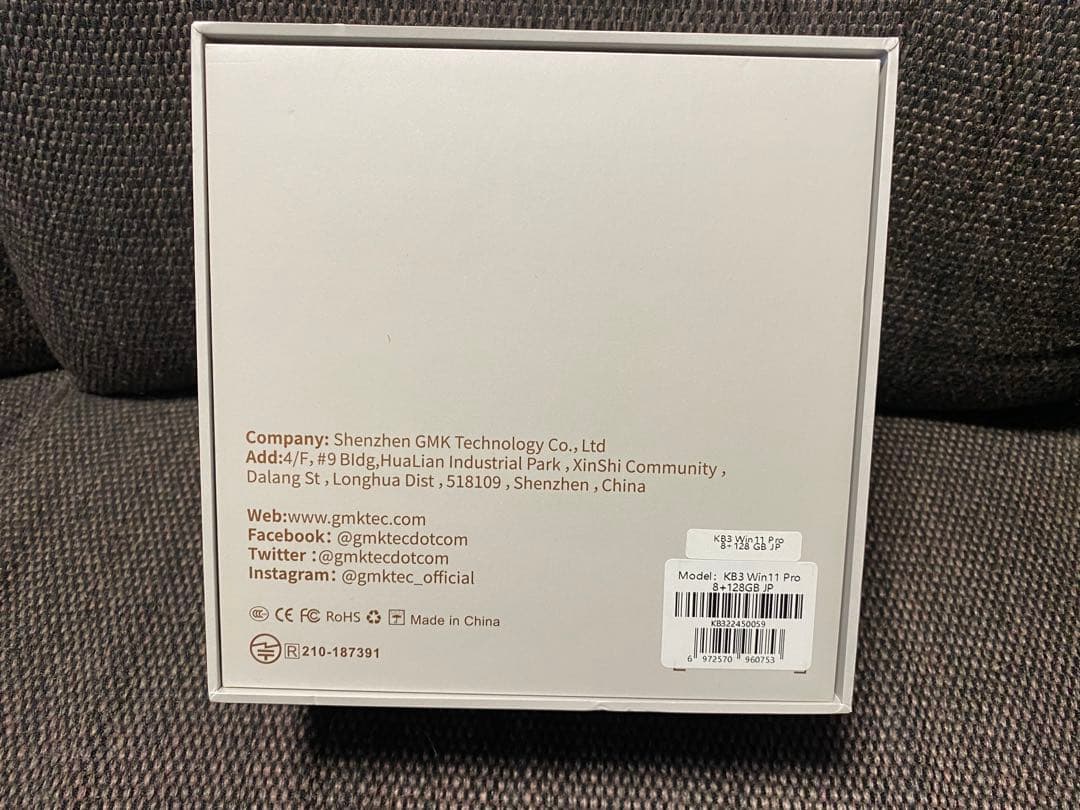 Company: Shenzhen GMK Technology Co., Ltd
Add:4/F, #9 Bldg,HuaLian Industrial Park , XinShi Community ,
Dalang St , Longhua Dist , 518109 , Shenzhen , China
Web:www.gmktec.com
Facebook: @gmktecdotcom
Twitter :@gmktecdotcom
Instagram: @gmktec_official
CCC CE FC RoHS Made in China
R 210-187391
KB3 Win11 Pro
8+128 GB JP
Model: KB3 Win11 Pro
8+128GB JP
KB322450059
6 972570 960753